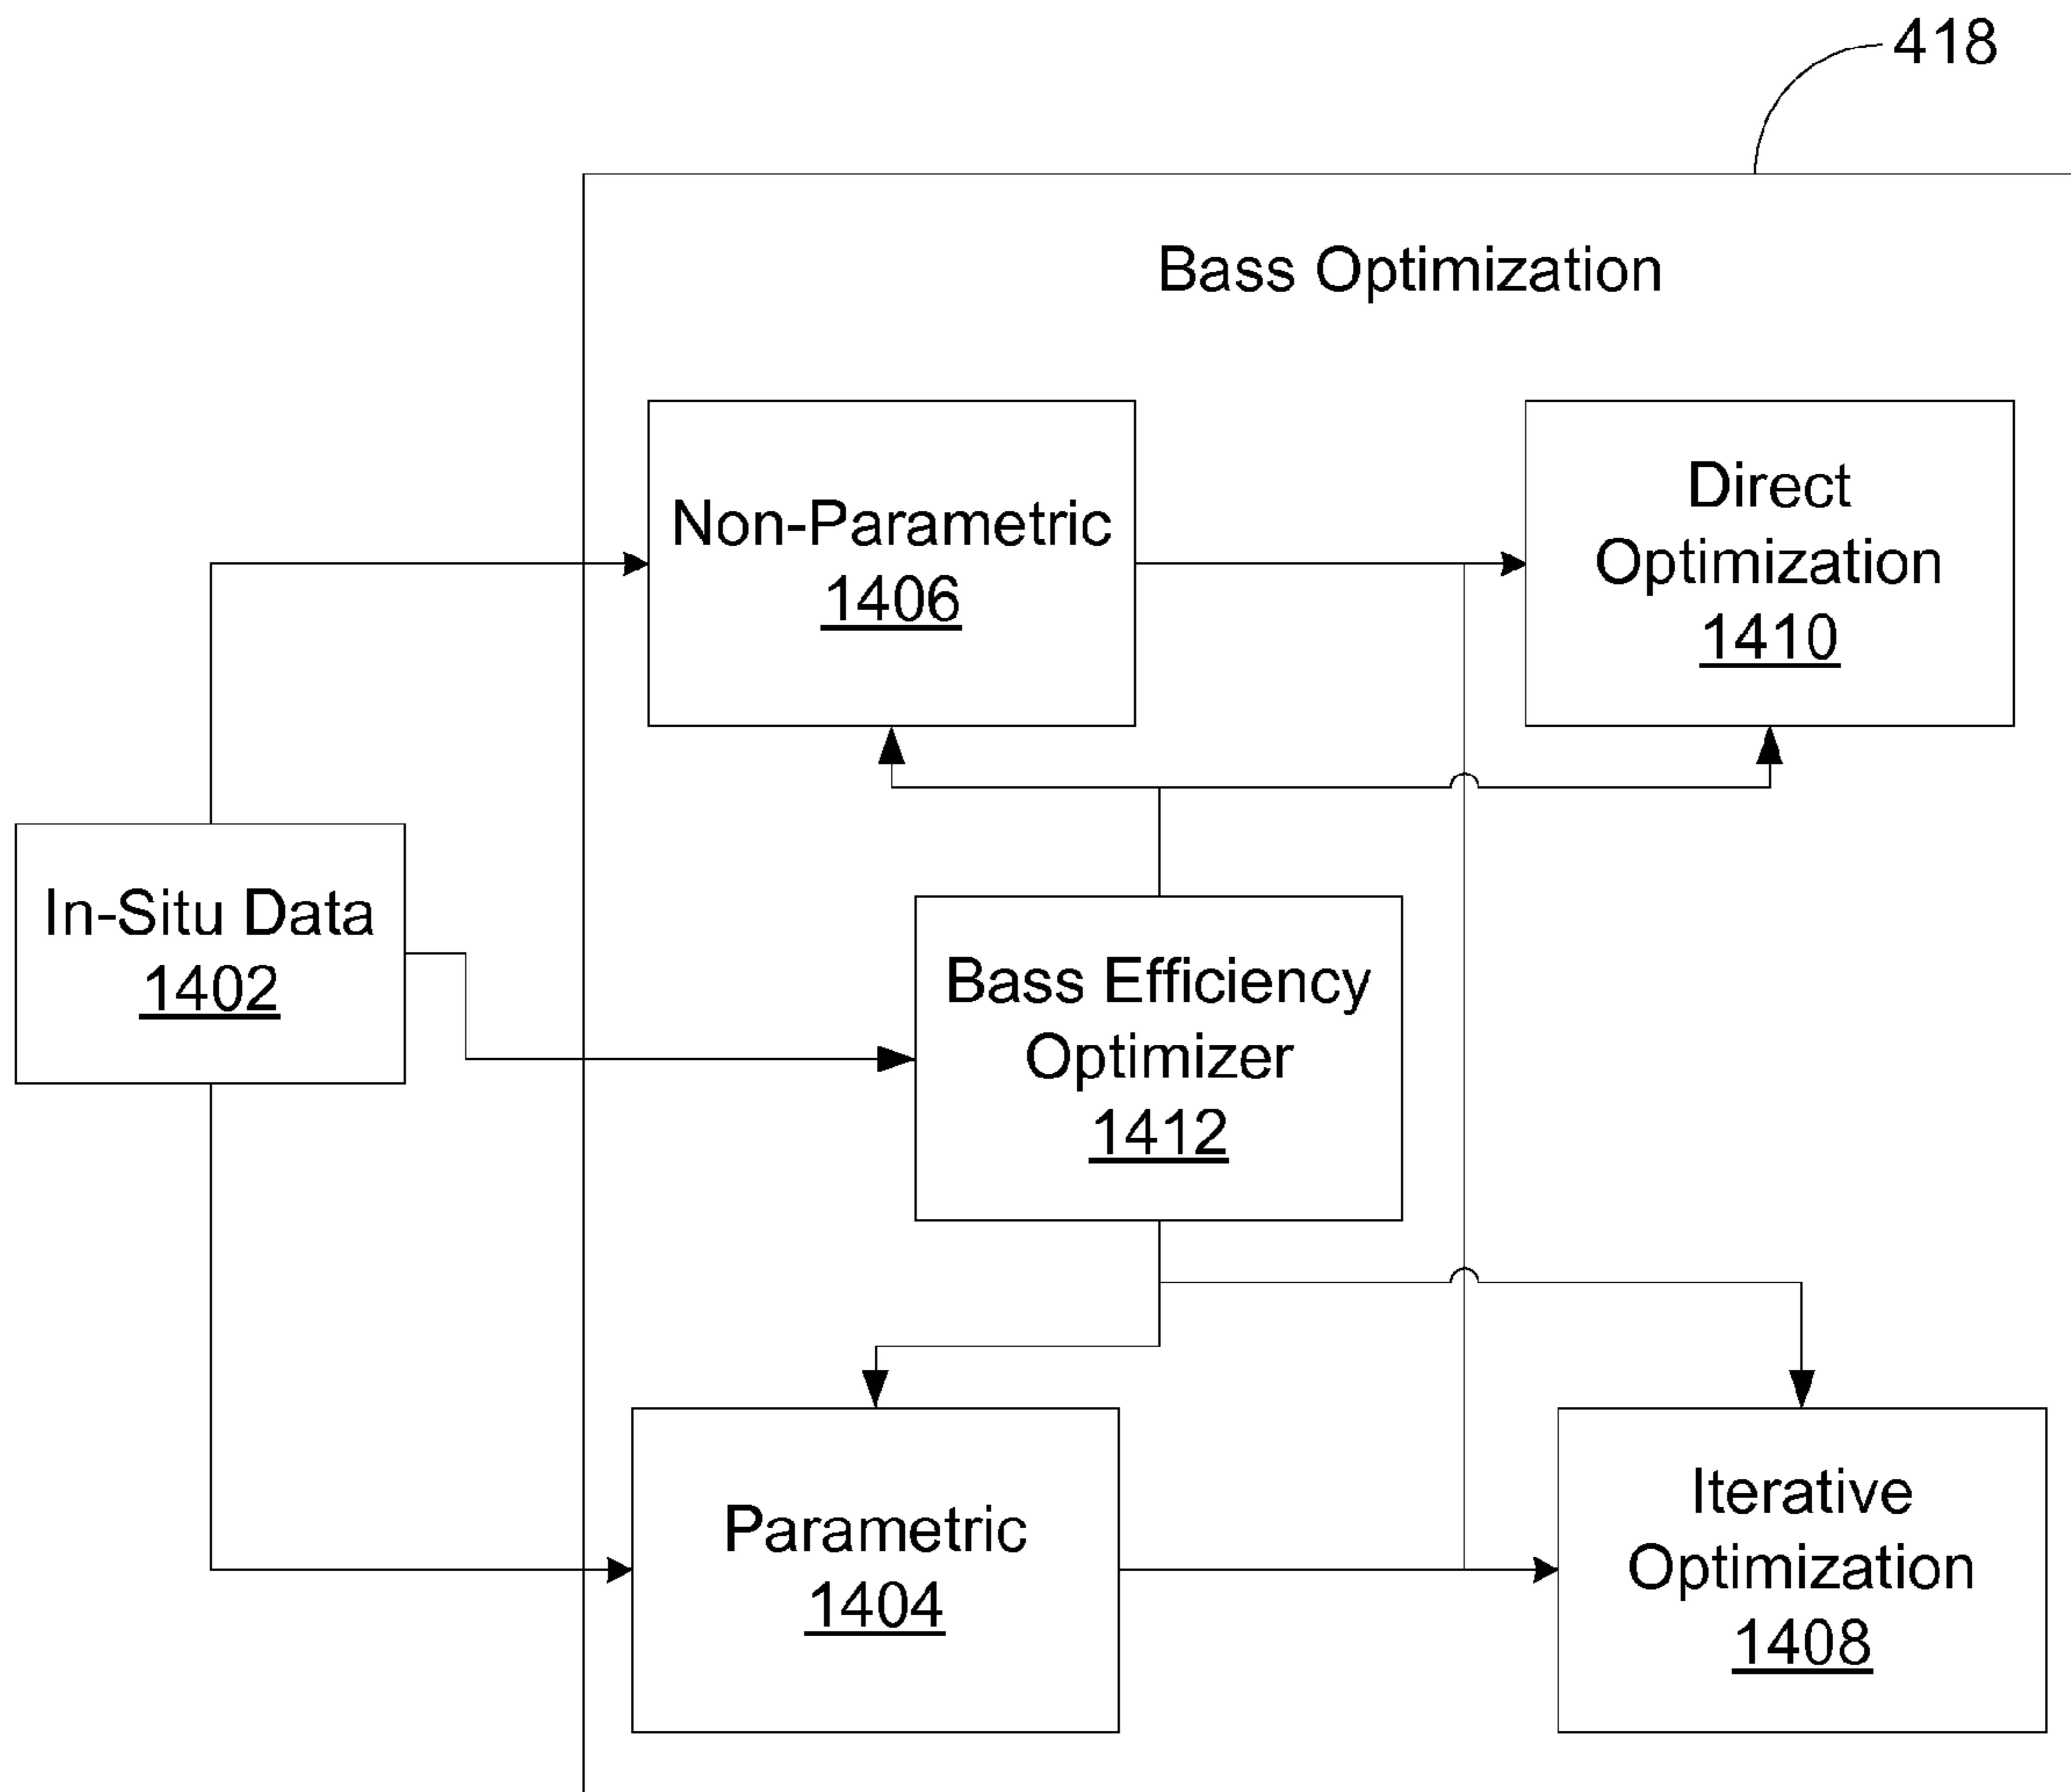 418
Bass Optimization
Non-Parametric
1406
Direct
Optimization
1410
In-Situ Data
1402
Bass Efficiency
Optimizer
1412
Parametric
1404
Iterative
Optimization
1408